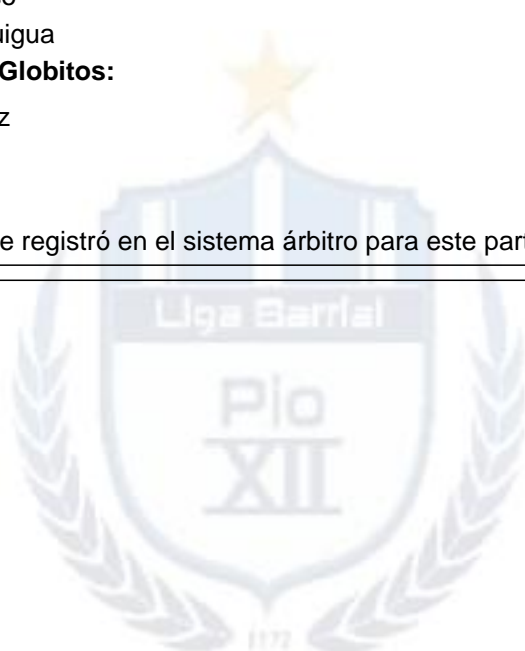 uigua
Globitos:
z
e registró en el sistema árbitro para este part
Liga Barrial
Pio
XII